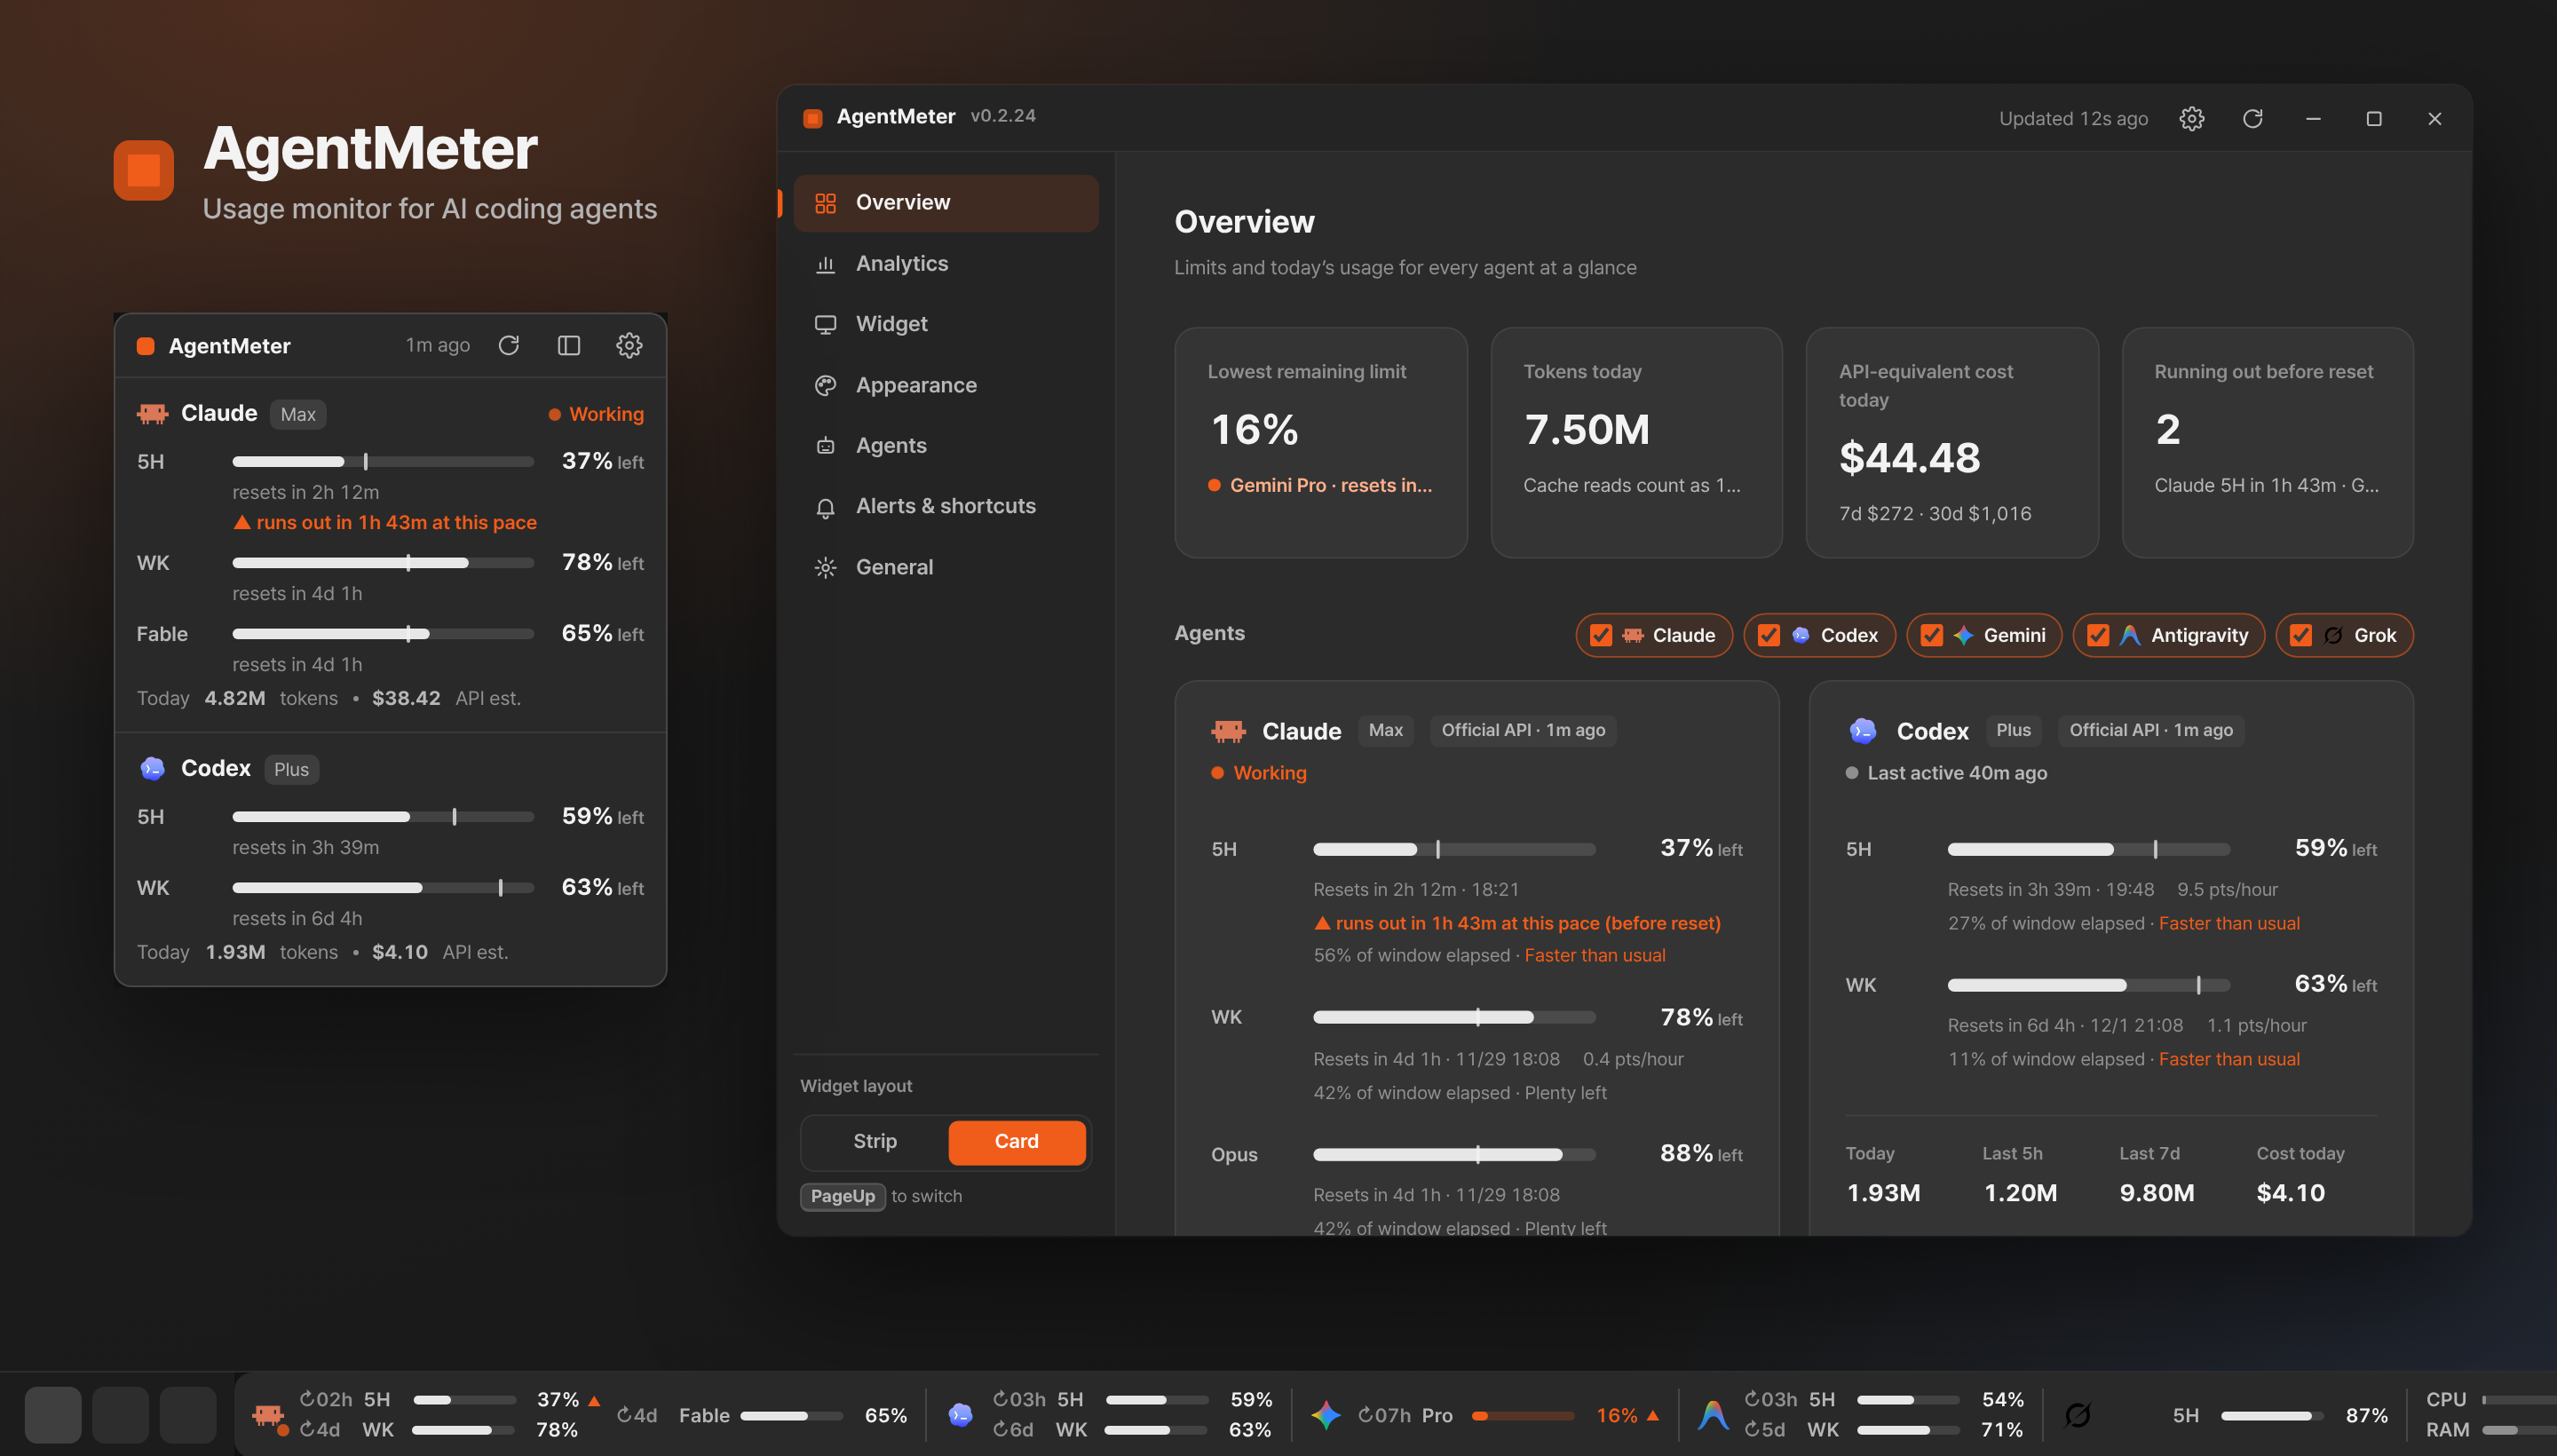 AgentMeter
Usage monitor for AI coding agents
AgentMeter 1m ago
Claude Max Working
5H 37% left
resets in 2h 12m
▲ runs out in 1h 43m at this pace
WK 78% left
resets in 4d 1h
Fable 65% left
resets in 4d 1h
Today 4.82M tokens • $38.42 API est.
Codex Plus
5H 59% left
resets in 3h 39m
WK 63% left
resets in 6d 4h
Today 1.93M tokens • $4.10 API est.
AgentMeter v0.2.24
Updated 12s ago
Overview
Analytics
Widget
Appearance
Agents
Alerts & shortcuts
General
Widget layout
Strip Card
PageUp to switch
Overview
Limits and today's usage for every agent at a glance
Lowest remaining limit
16%
Gemini Pro · resets in...
Tokens today
7.50M
Cache reads count as 1...
API-equivalent cost
today
$44.48
7d $272 · 30d $1,016
Running out before reset
2
Claude 5H in 1h 43m · G...
Agents
Claude Codex Gemini Antigravity Grok
Claude Max Official API · 1m ago
Working
5H 37% left
Resets in 2h 12m · 18:21
▲ runs out in 1h 43m at this pace (before reset)
56% of window elapsed · Faster than usual
WK 78% left
Resets in 4d 1h · 11/29 18:08 0.4 pts/hour
42% of window elapsed · Plenty left
Opus 88% left
Resets in 4d 1h · 11/29 18:08
42% of window elapsed · Plenty left
Codex Plus Official API · 1m ago
Last active 40m ago
5H 59% left
Resets in 3h 39m · 19:48 9.5 pts/hour
27% of window elapsed · Faster than usual
WK 63% left
Resets in 6d 4h · 12/1 21:08 1.1 pts/hour
11% of window elapsed · Faster than usual
Today Last 5h Last 7d Cost today
1.93M 1.20M 9.80M $4.10
↻02h 5H 37% ▲
↻4d WK 78%
↻4d Fable 65%
↻03h 5H 59%
↻6d WK 63%
↻07h Pro 16% ▲
↻03h 5H 54%
↻5d WK 71%
5H 87%
CPU
RAM